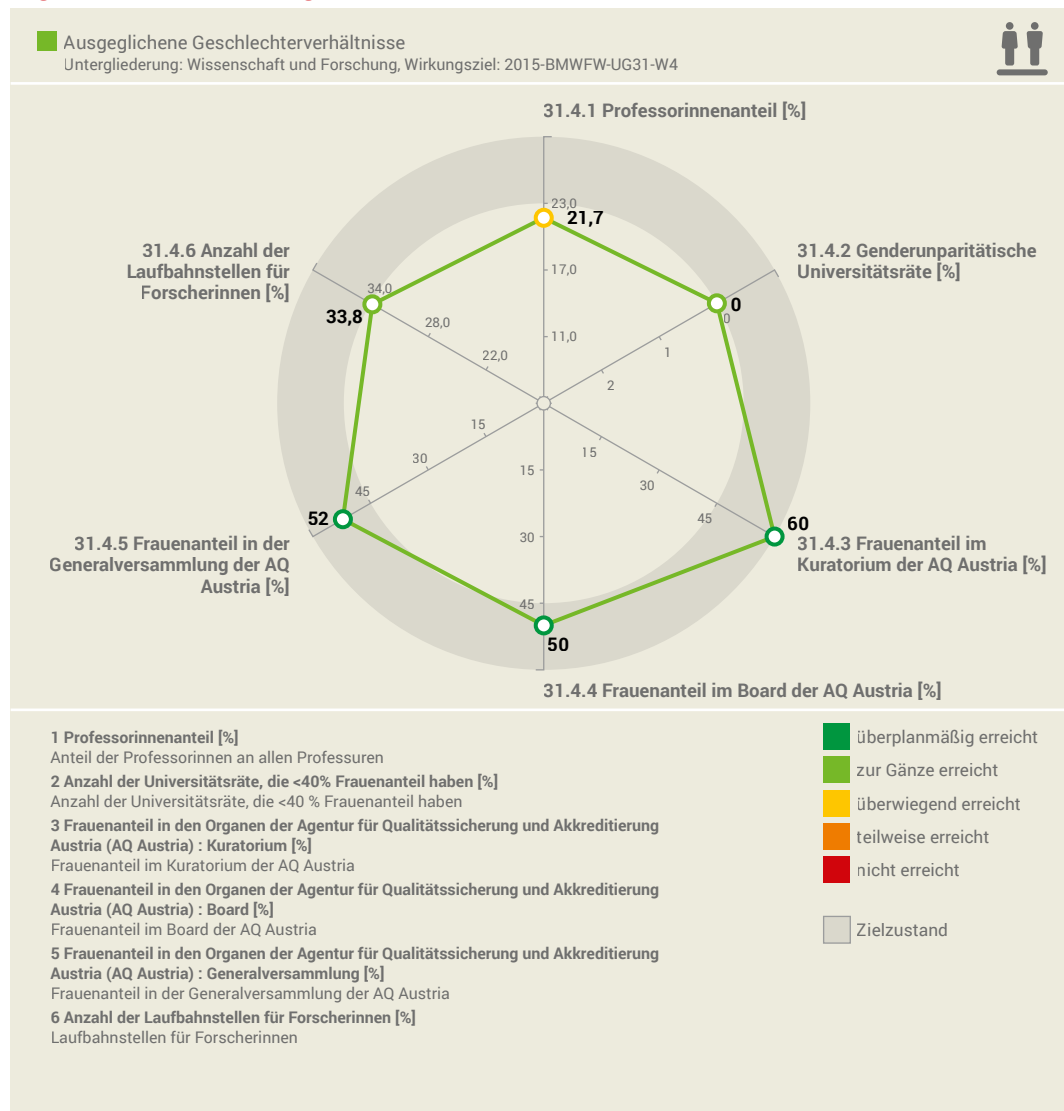 Ausgeglichene Geschlechterverhältnisse
Untergliederung: Wissenschaft und Forschung, Wirkungsziel: 2015-BMWFW-UG31-W4
31.4.1 Professorinnenanteil [%]
23,0
21,7
17,0
11,0
31.4.2 Genderunparitätische
Universitätsräte [%]
0
0
1
2
31.4.6 Anzahl der
Laufbahnstellen für
Forscherinnen [%]
34,0
33,8
28,0
22,0
15
30
45
52
31.4.5 Frauenanteil in der
Generalversammlung der AQ
Austria [%]
15
30
45
50
31.4.4 Frauenanteil im Board der AQ Austria [%]
15
30
45
60
31.4.3 Frauenanteil im
Kuratorium der AQ Austria [%]
1 Professorinnenanteil [%]
Anteil der Professorinnen an allen Professuren
2 Anzahl der Universitätsräte, die <40% Frauenanteil haben [%]
Anzahl der Universitätsräte, die <40 % Frauenanteil haben
3 Frauenanteil in den Organen der Agentur für Qualitätssicherung und Akkreditierung
Austria (AQ Austria) : Kuratorium [%]
Frauenanteil im Kuratorium der AQ Austria
4 Frauenanteil in den Organen der Agentur für Qualitätssicherung und Akkreditierung
Austria (AQ Austria) : Board [%]
Frauenanteil im Board der AQ Austria
5 Frauenanteil in den Organen der Agentur für Qualitätssicherung und Akkreditierung
Austria (AQ Austria) : Generalversammlung [%]
Frauenanteil in der Generalversammlung der AQ Austria
6 Anzahl der Laufbahnstellen für Forscherinnen [%]
Laufbahnstellen für Forscherinnen
überplanmäßig erreicht
zur Gänze erreicht
überwiegend erreicht
teilweise erreicht
nicht erreicht
Zielzustand